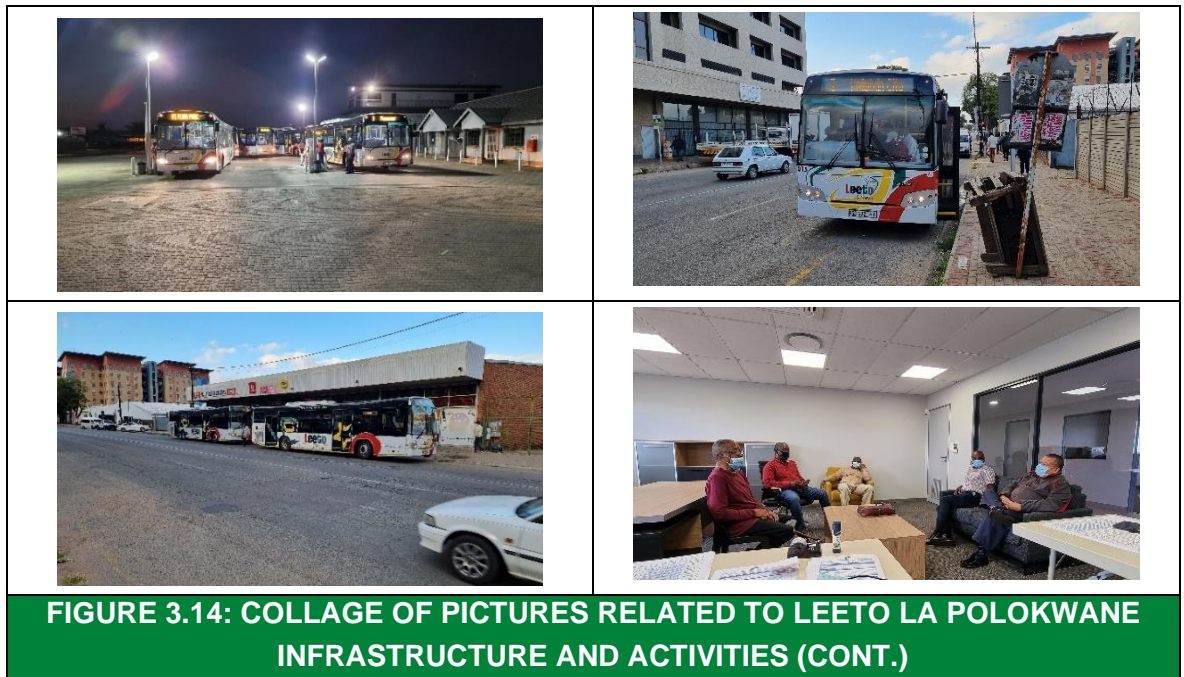 Leeto
Leeto
FIGURE 3.14: COLLAGE OF PICTURES RELATED TO LEETO LA POLOKWANE
INFRASTRUCTURE AND ACTIVITIES (CONT.)